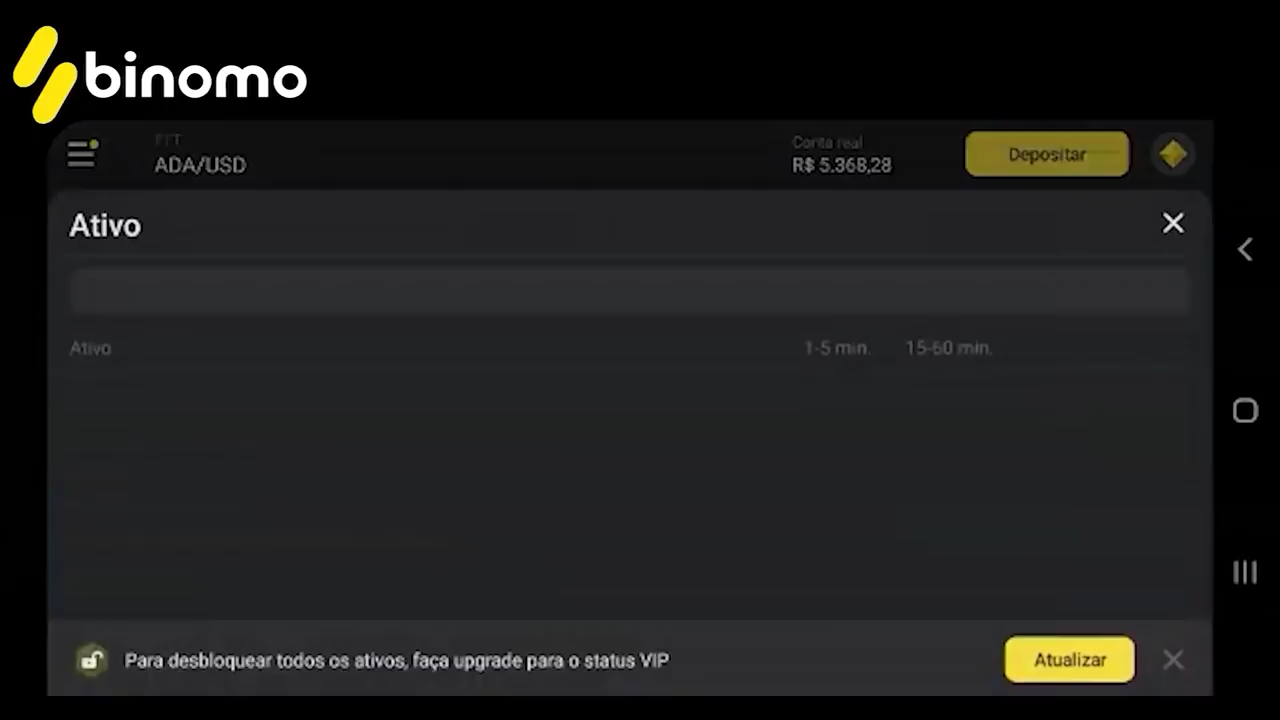 binomo
FTT
ADA/USD
Conta real
R$ 5.368,28
Depositar
Ativo
Ativo
1-5 min.
15-60 min.
Para desbloquear todos os ativos, faça upgrade para o status VIP
Atualizar